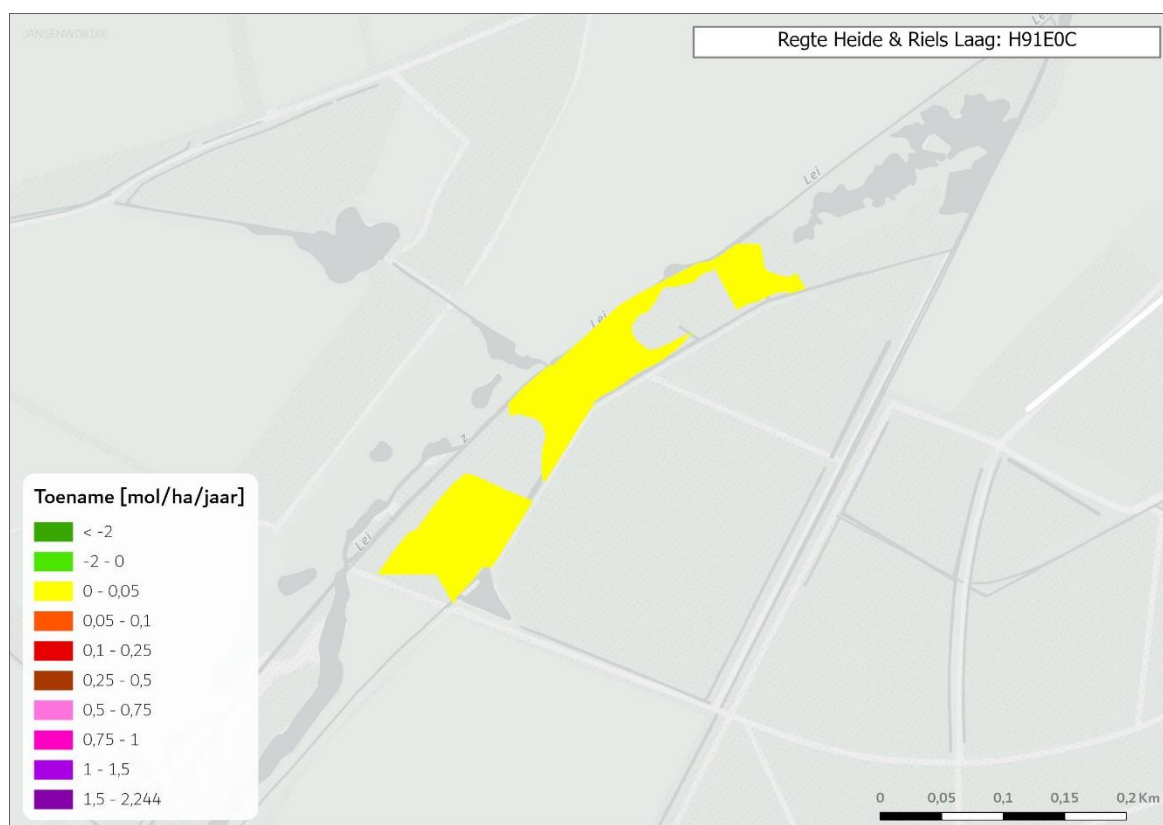 JANSENW08186
Regte Heide & Riels Laag: H91E0C
Lei
Lei
Lei
z
Lei
Toename [mol/ha/jaar]
< -2
-2 - 0
0 - 0,05
0,05 - 0,1
0,1 - 0,25
0,25 - 0,5
0,5 - 0,75
0,75 - 1
1 - 1,5
1,5 - 2,244
0 0,05 0,1 0,15 0,2 Km